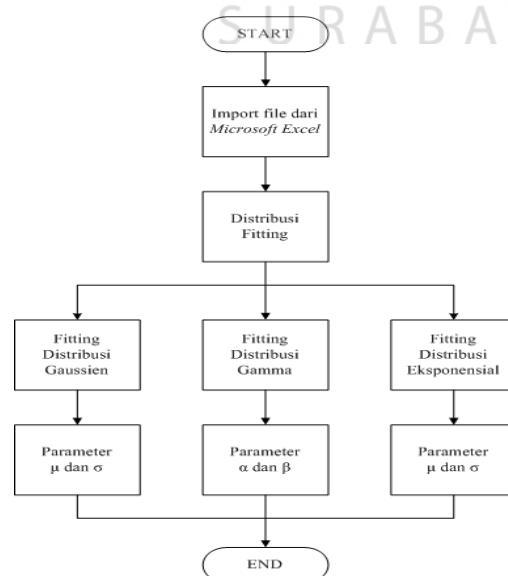 SURABA
START
Import file dari
Microsoft Excel
Distribusi
Fitting
Fitting
Distribusi
Gaussien
Fitting
Distribusi
Gamma
Fitting
Distribusi
Eksponensial
Parameter
μ dan σ
Parameter
α dan β
Parameter
μ dan σ
END